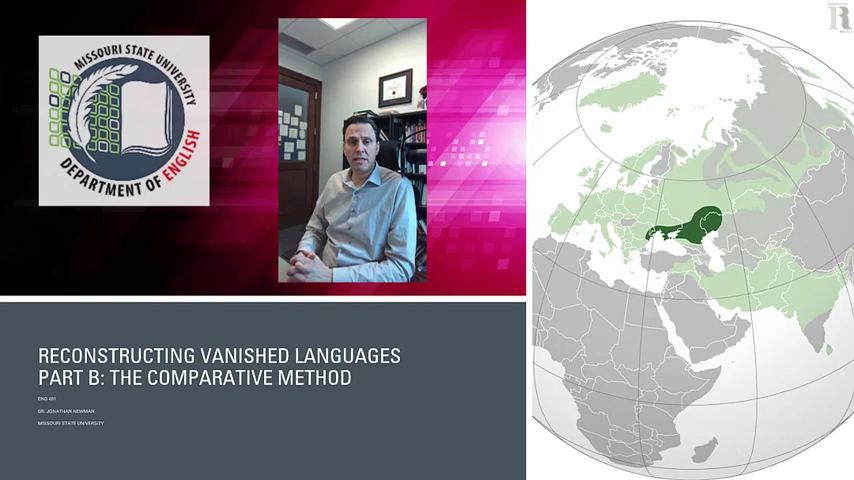 MISSOURI STATE UNIVERSITY
DEPARTMENT OF ENGLISH
RECONSTRUCTING VANISHED LANGUAGES
PART B: THE COMPARATIVE METHOD
ENG 481
DR. JONATHAN NEWMAN
MISSOURI STATE UNIVERSITY